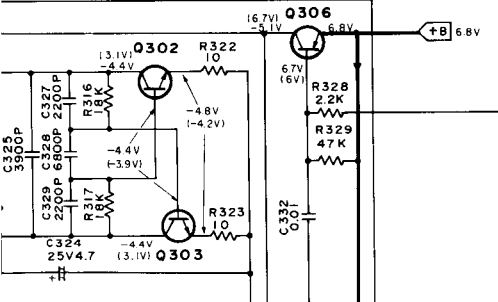 Q306
(6.7V)
-5.1V
6.8V
+B
6.8V
Q302
(3.1V)
-4.4V
R322
10
6.7V
(6V)
C327
2200P
R316
18K
-4.8V
(-4.2V)
R328
2.2K
R329
47K
C325
3900P
C328
6800P
-4.4V
(-3.9V)
C329
2200P
R317
18K
C332
0.01
R323
10
C324
25V4.7
+
-4.4V
(3.1V)
Q303